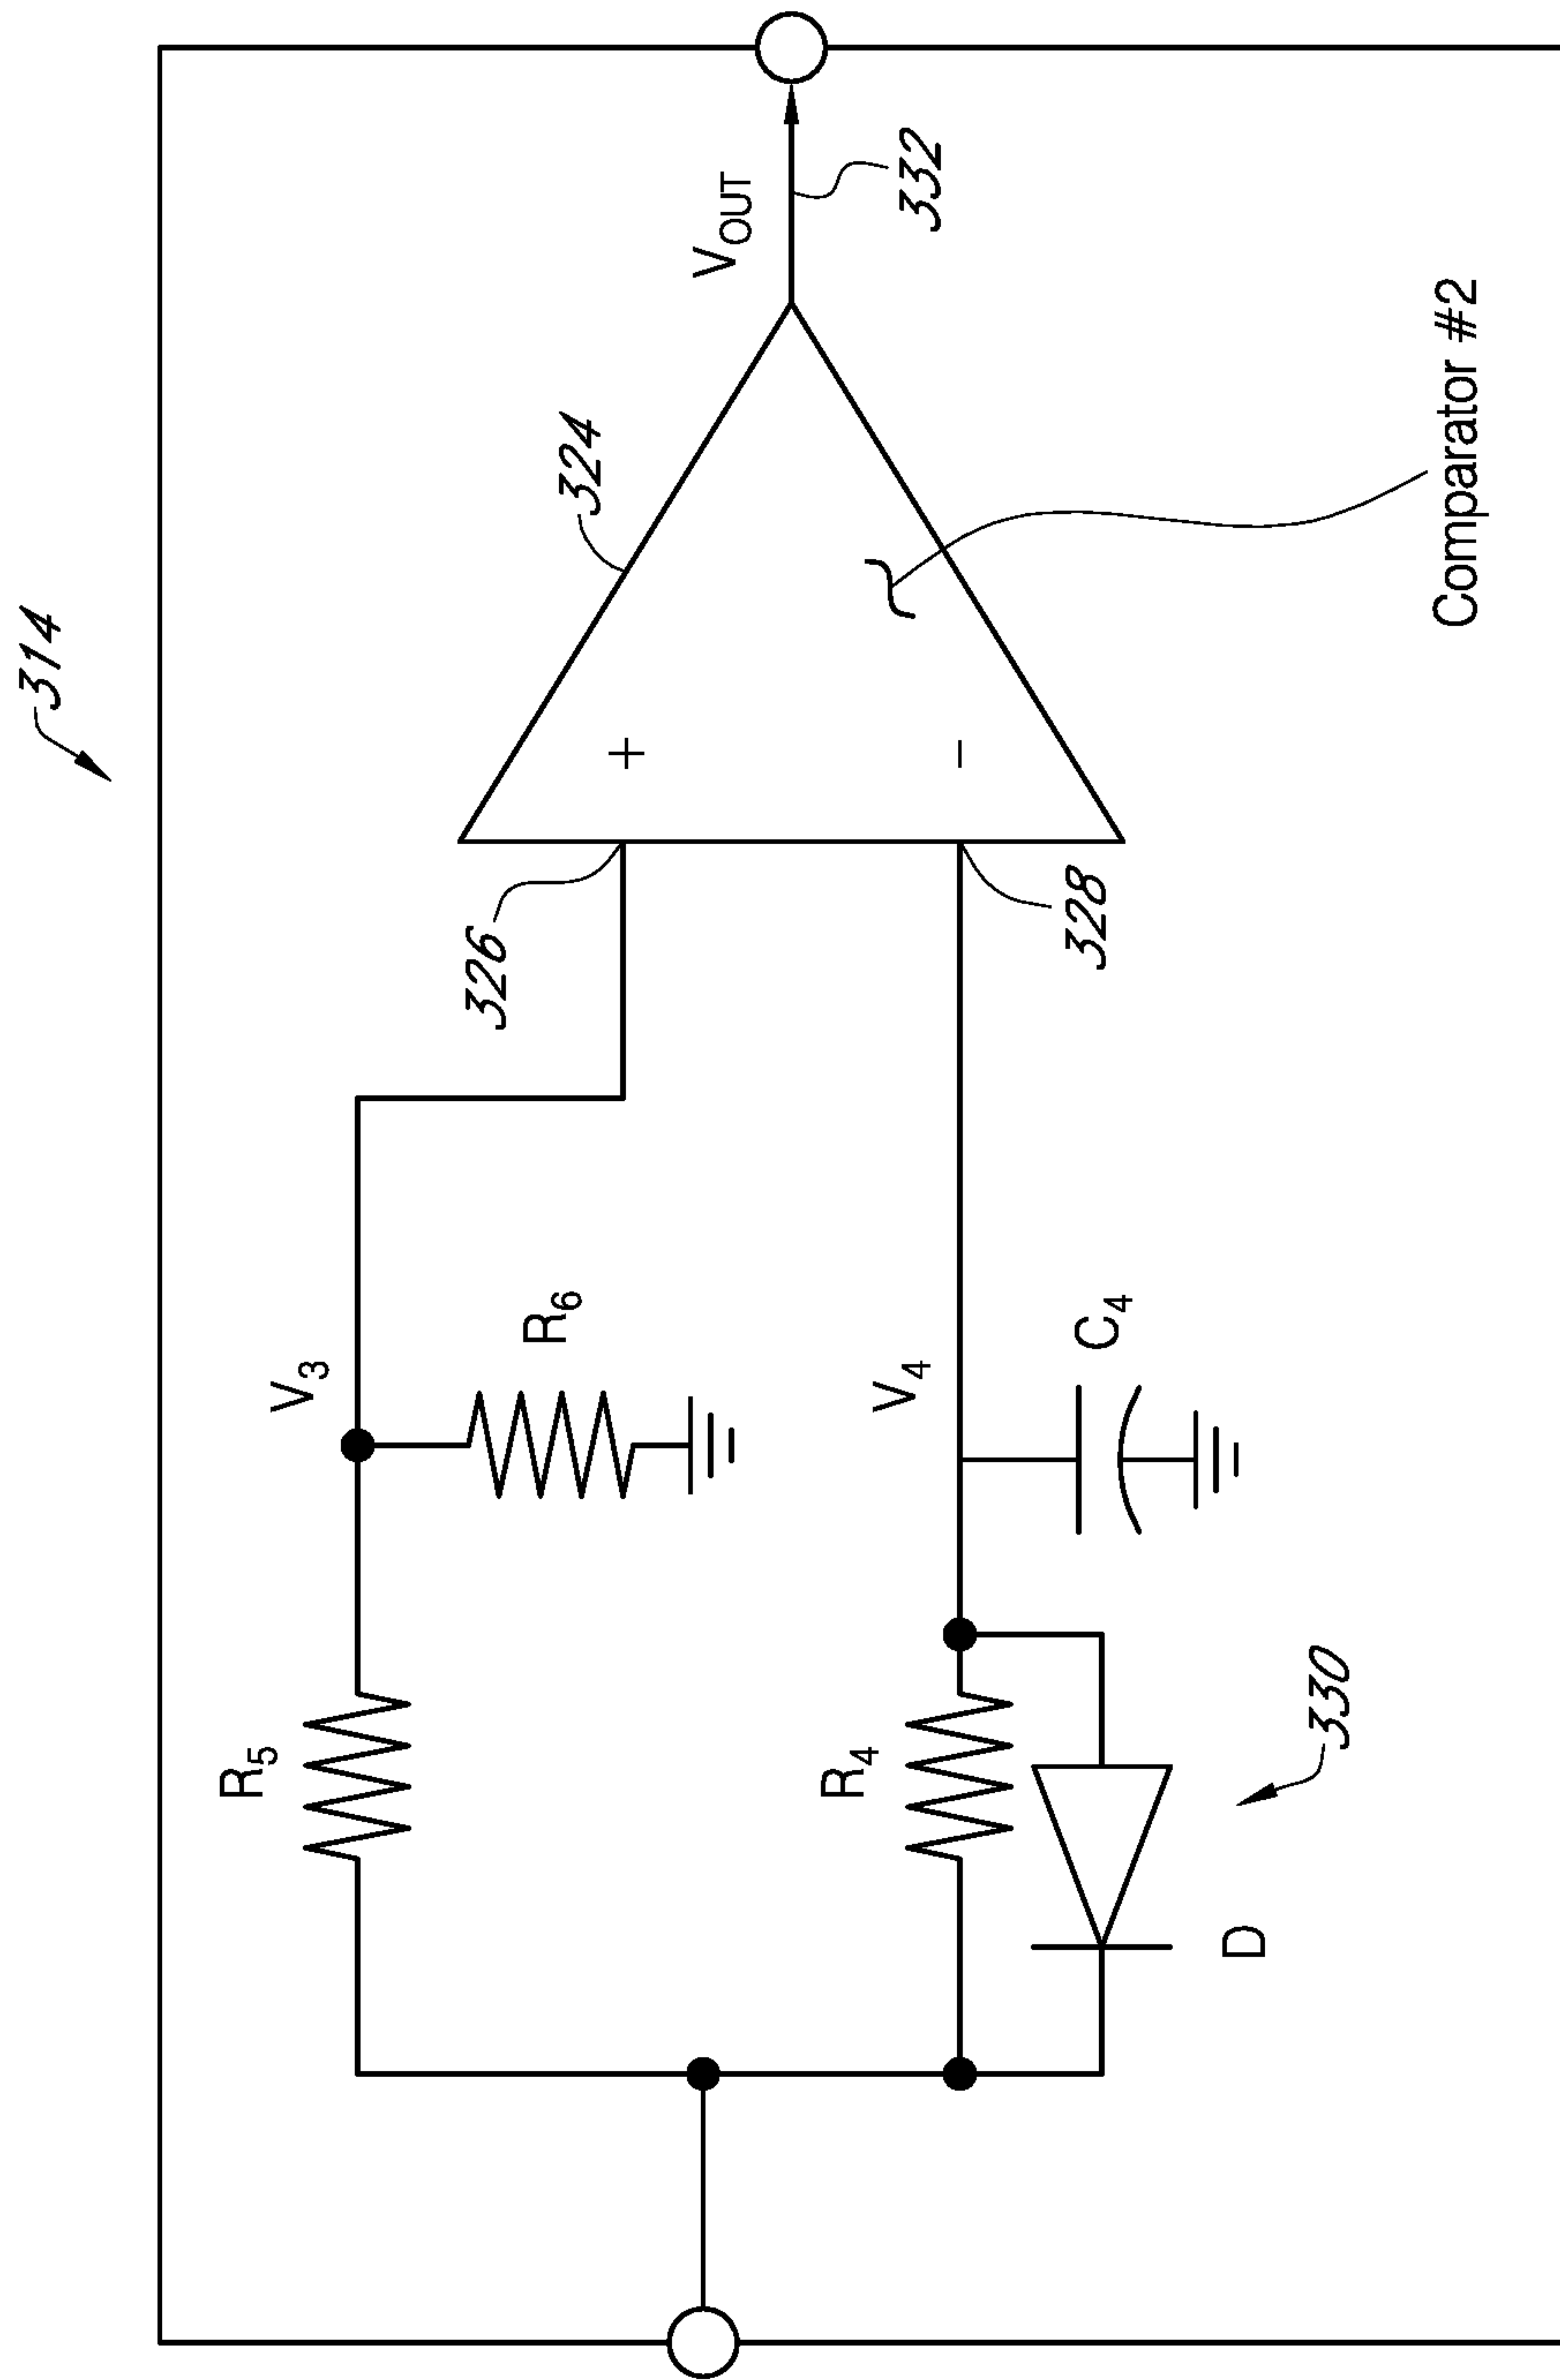 314
R5
V3
R6
326
324
VOUT
332
R4
V4
C4
328
+
−
D
330
Comparator #2